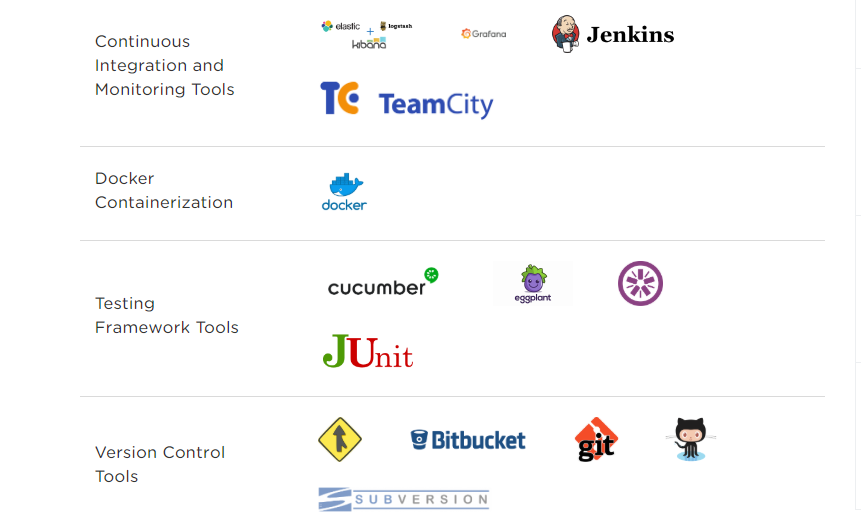 Continuous
Integration and
Monitoring Tools
elastic
logstash
+
kibana
Grafana
Jenkins
TC TeamCity
Docker
Containerization
docker
Testing
Framework Tools
cucumber
eggplant
JUnit
Version Control
Tools
Bitbucket
git
SUBVERSION